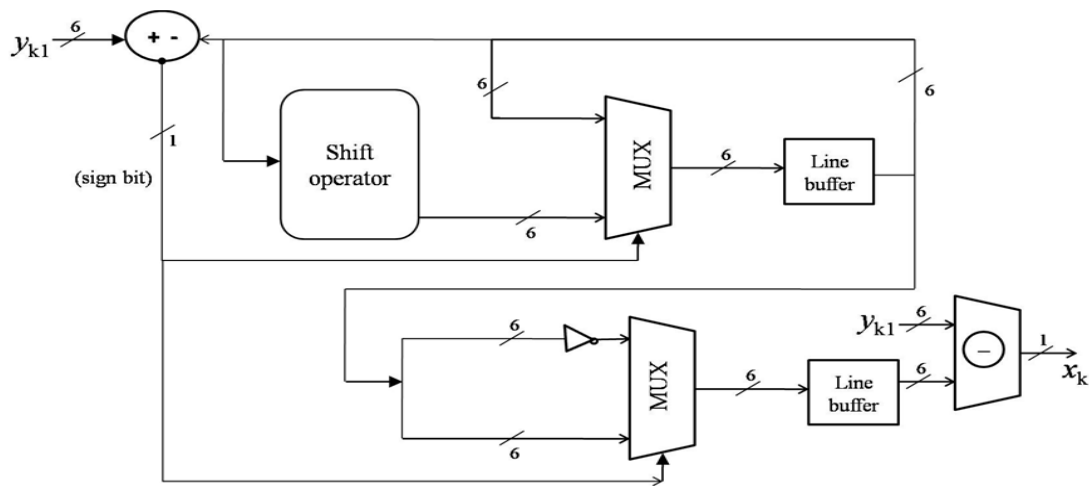 6
y_k1
+ -
1
(sign bit)
Shift
operator
6
6
MUX
6
Line
buffer
6
6
6
MUX
6
Line
buffer
y_k1
6
6
−
1
x_k